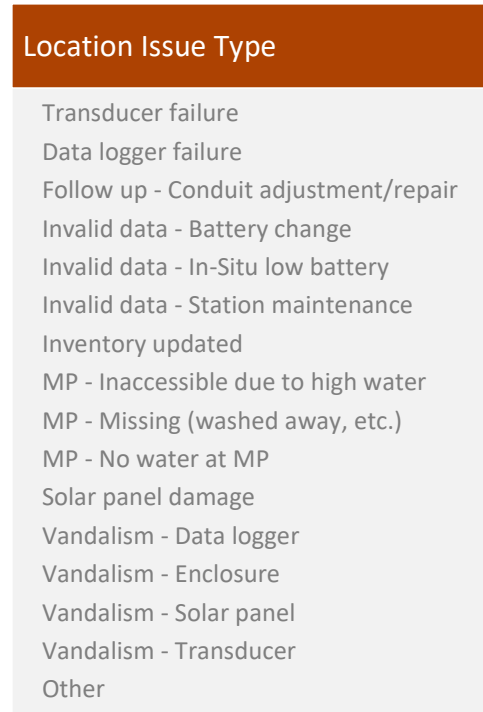 Location Issue Type
Transducer failure
Data logger failure
Follow up - Conduit adjustment/repair
Invalid data - Battery change
Invalid data - In-Situ low battery
Invalid data - Station maintenance
Inventory updated
MP - Inaccessible due to high water
MP - Missing (washed away, etc.)
MP - No water at MP
Solar panel damage
Vandalism - Data logger
Vandalism - Enclosure
Vandalism - Solar panel
Vandalism - Transducer
Other